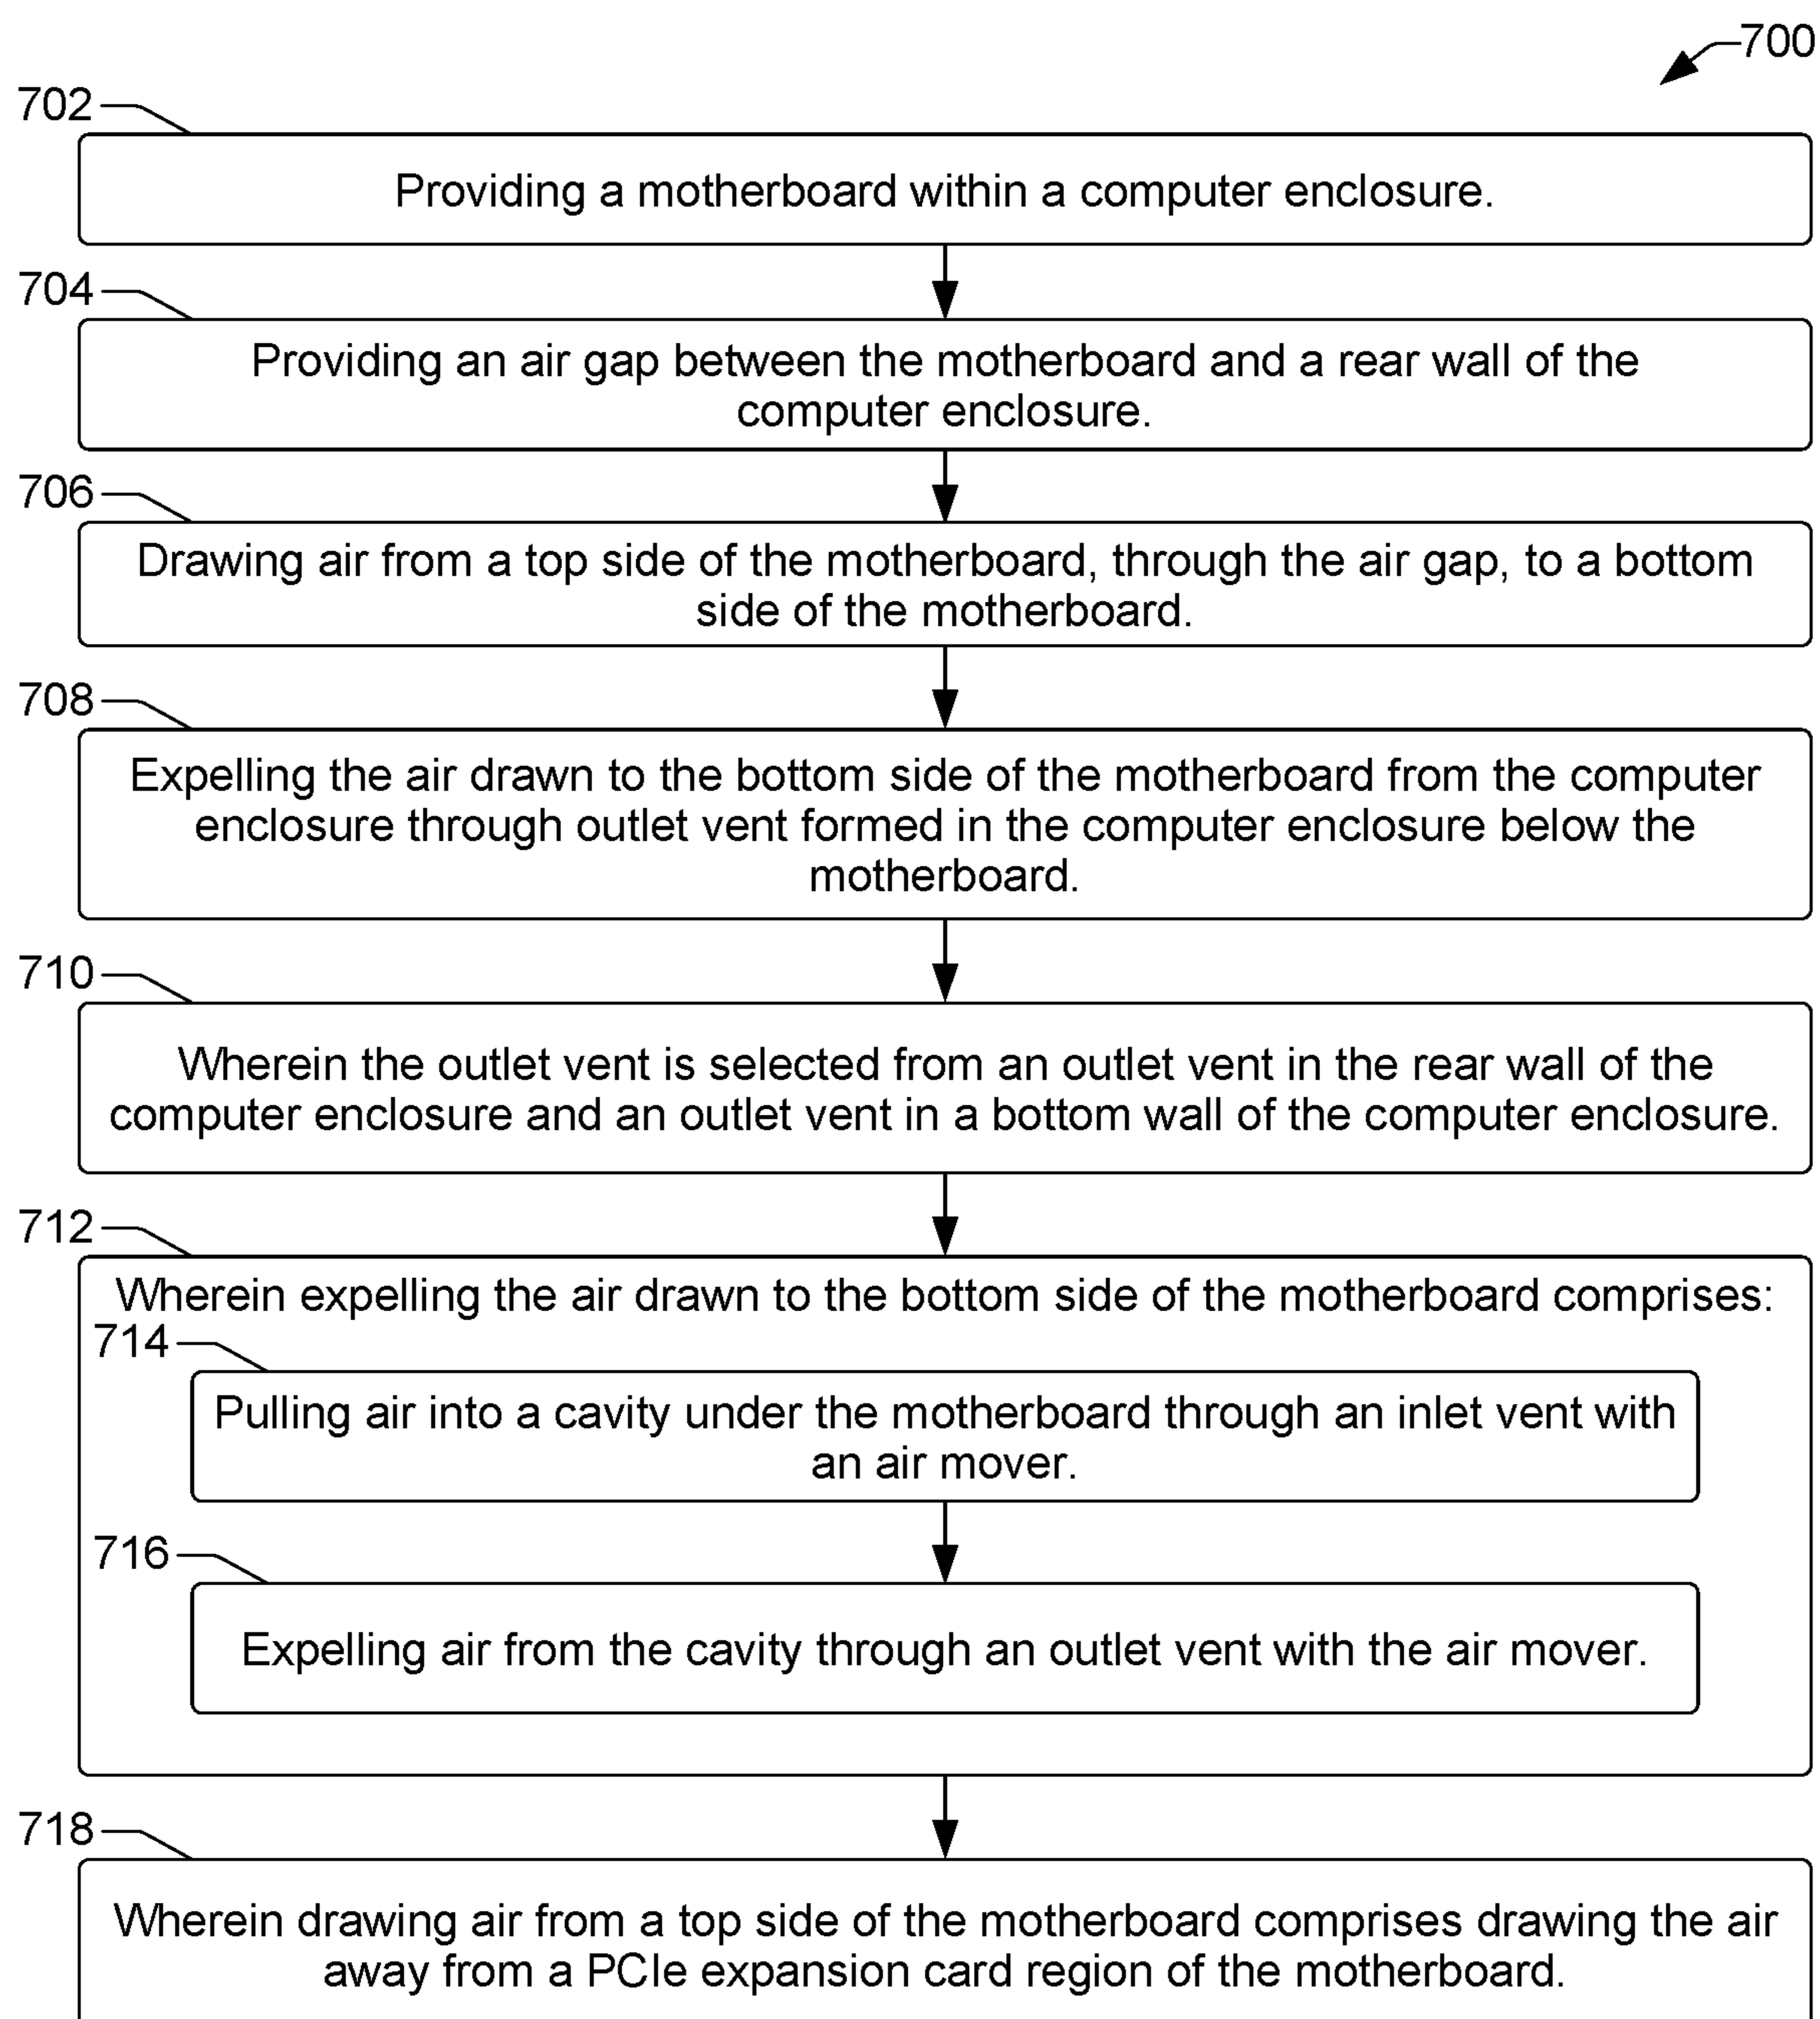 700
702
Providing a motherboard within a computer enclosure.
704
Providing an air gap between the motherboard and a rear wall of the
computer enclosure.
706
Drawing air from a top side of the motherboard, through the air gap, to a bottom
side of the motherboard.
708
Expelling the air drawn to the bottom side of the motherboard from the computer
enclosure through outlet vent formed in the computer enclosure below the
motherboard.
710
Wherein the outlet vent is selected from an outlet vent in the rear wall of the
computer enclosure and an outlet vent in a bottom wall of the computer enclosure.
712
Wherein expelling the air drawn to the bottom side of the motherboard comprises:
714
Pulling air into a cavity under the motherboard through an inlet vent with
an air mover.
716
Expelling air from the cavity through an outlet vent with the air mover.
718
Wherein drawing air from a top side of the motherboard comprises drawing the air
away from a PCIe expansion card region of the motherboard.